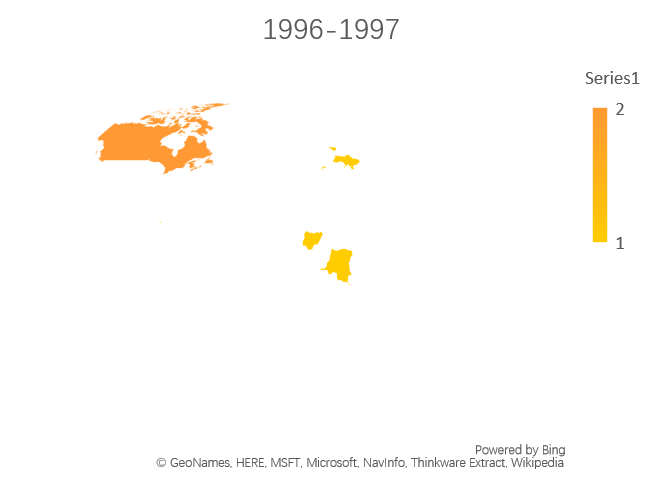 1996-1997
Series1
2
1
Powered by Bing
© GeoNames, HERE, MSFT, Microsoft, NavInfo, Thinkware Extract, Wikipedia